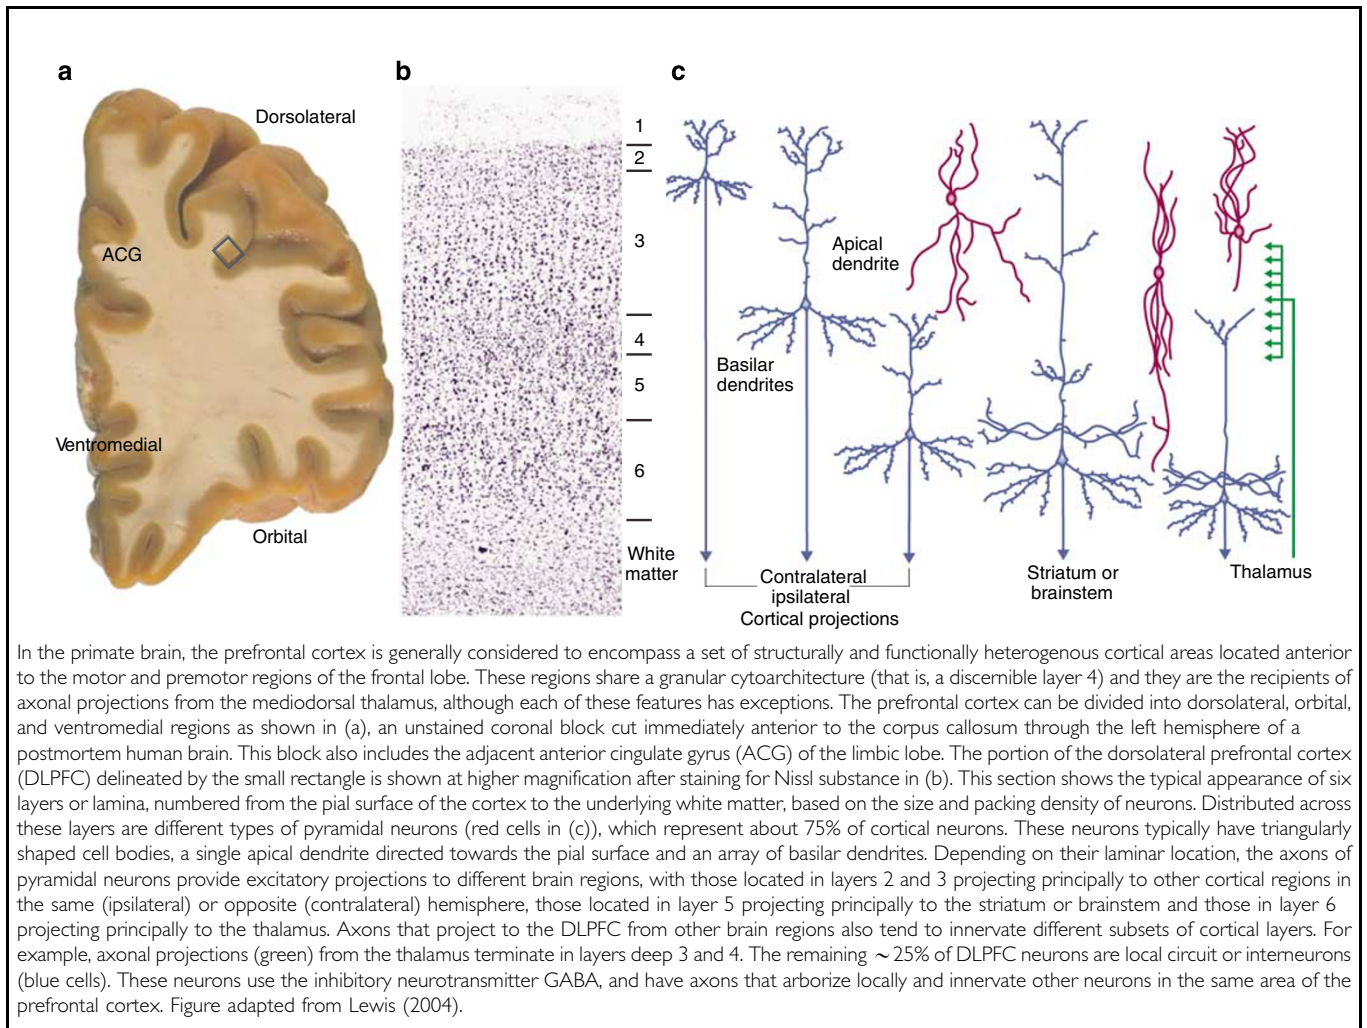 a
b
c
Dorsolateral
ACG
Ventromedial
Orbital
1
2
3
4
5
6
White
matter
Apical
dendrite
Basilar
dendrites
Contralateral
ipsilateral
Cortical projections
Striatum or
brainstem
Thalamus
In the primate brain, the prefrontal cortex is generally considered to encompass a set of structurally and functionally heterogenous cortical areas located anterior
to the motor and premotor regions of the frontal lobe. These regions share a granular cytoarchitecture (that is, a discernible layer 4) and they are the recipients of
axonal projections from the mediodorsal thalamus, although each of these features has exceptions. The prefrontal cortex can be divided into dorsolateral, orbital,
and ventromedial regions as shown in (a), an unstained coronal block cut immediately anterior to the corpus callosum through the left hemisphere of a
postmortem human brain. This block also includes the adjacent anterior cingulate gyrus (ACG) of the limbic lobe. The portion of the dorsolateral prefrontal cortex
(DLPFC) delineated by the small rectangle is shown at higher magnification after staining for Nissl substance in (b). This section shows the typical appearance of six
layers or lamina, numbered from the pial surface of the cortex to the underlying white matter, based on the size and packing density of neurons. Distributed across
these layers are different types of pyramidal neurons (red cells in (c)), which represent about 75% of cortical neurons. These neurons typically have triangularly
shaped cell bodies, a single apical dendrite directed towards the pial surface and an array of basilar dendrites. Depending on their laminar location, the axons of
pyramidal neurons provide excitatory projections to different brain regions, with those located in layers 2 and 3 projecting principally to other cortical regions in
the same (ipsilateral) or opposite (contralateral) hemisphere, those located in layer 5 projecting principally to the striatum or brainstem and those in layer 6
projecting principally to the thalamus. Axons that project to the DLPFC from other brain regions also tend to innervate different subsets of cortical layers. For
example, axonal projections (green) from the thalamus terminate in layers deep 3 and 4. The remaining ~25% of DLPFC neurons are local circuit or interneurons
(blue cells). These neurons use the inhibitory neurotransmitter GABA, and have axons that arborize locally and innervate other neurons in the same area of the
prefrontal cortex. Figure adapted from Lewis (2004).